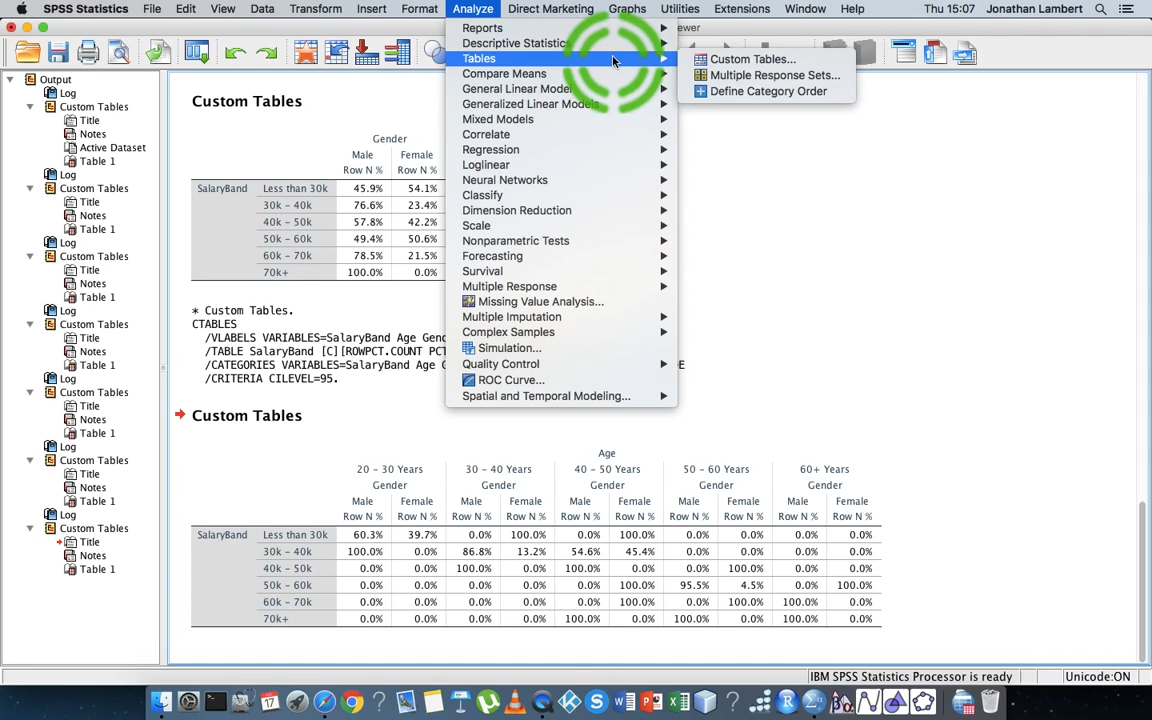 SPSS Statistics File Edit View Data Transform Insert Format Analyze Direct Marketing Graphs Utilities Extensions Window Help Thu 15:07 Jonathan Lambert
ewer
Reports
Descriptive Statistics
Tables
Compare Means
General Linear Model
Generalized Linear Models
Mixed Models
Correlate
Regression
Loglinear
Neural Networks
Classify
Dimension Reduction
Scale
Nonparametric Tests
Forecasting
Survival
Multiple Response
Missing Value Analysis...
Multiple Imputation
Complex Samples
Simulation...
Quality Control
ROC Curve...
Spatial and Temporal Modeling...
Custom Tables...
Multiple Response Sets...
Define Category Order
Output
Log
Custom Tables
Title
Notes
Active Dataset
Table 1
Log
Custom Tables
Title
Notes
Table 1
Log
Custom Tables
Title
Notes
Table 1
Log
Custom Tables
Title
Notes
Table 1
Log
Custom Tables
Title
Notes
Table 1
Log
Custom Tables
Title
Notes
Table 1
Log
Custom Tables
Title
Notes
Table 1
Custom Tables
Gender
Male Female
Row N % Row N %
SalaryBand Less than 30k 45.9% 54.1%
30k - 40k 76.6% 23.4%
40k - 50k 57.8% 42.2%
50k - 60k 49.4% 50.6%
60k - 70k 78.5% 21.5%
70k+ 100.0% 0.0%
* Custom Tables.
CTABLES
/VLABELS VARIABLES=SalaryBand Age Gen
/TABLE SalaryBand [C][ROWPCT.COUNT PCT
/CATEGORIES VARIABLES=SalaryBand Age G DE
/CRITERIA CILEVEL=95.
Custom Tables
Age
20 - 30 Years 30 - 40 Years 40 - 50 Years 50 - 60 Years 60+ Years
Gender Gender Gender Gender Gender
Male Female Male Female Male Female Male Female Male Female
Row N % Row N % Row N % Row N % Row N % Row N % Row N % Row N % Row N % Row N %
SalaryBand Less than 30k 60.3% 39.7% 0.0% 100.0% 0.0% 100.0% 0.0% 0.0% 0.0% 0.0%
30k - 40k 100.0% 0.0% 86.8% 13.2% 54.6% 45.4% 0.0% 0.0% 0.0% 0.0%
40k - 50k 0.0% 0.0% 100.0% 0.0% 100.0% 0.0% 0.0% 100.0% 0.0% 0.0%
50k - 60k 0.0% 0.0% 0.0% 0.0% 0.0% 100.0% 95.5% 4.5% 0.0% 100.0%
60k - 70k 0.0% 0.0% 0.0% 0.0% 0.0% 100.0% 0.0% 100.0% 100.0% 0.0%
70k+ 0.0% 0.0% 0.0% 0.0% 100.0% 0.0% 100.0% 0.0% 100.0% 0.0%
IBM SPSS Statistics Processor is ready Unicode:ON